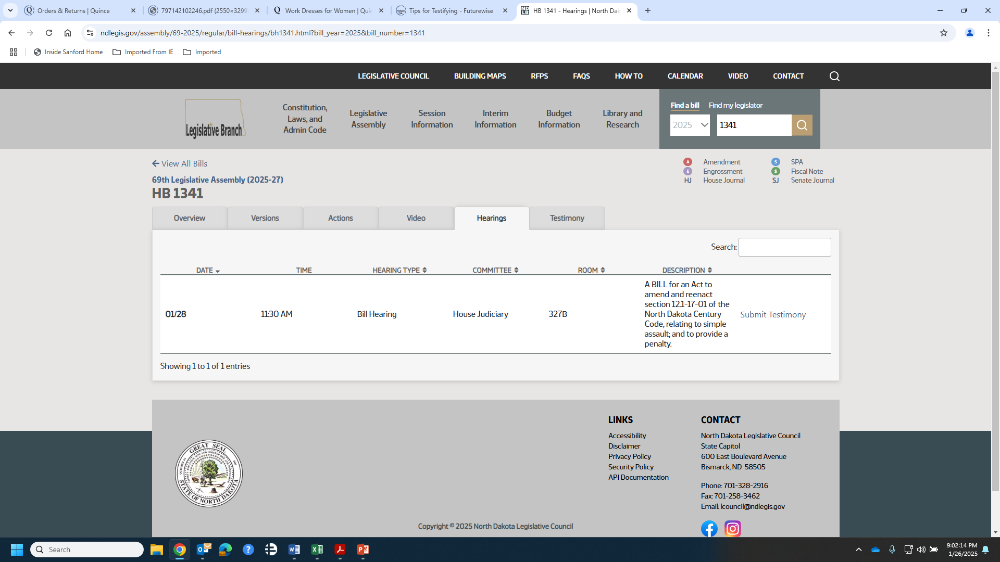 Orders & Returns | Quince
797142102246.pdf (2550×3299
Work Dresses for Women | Quin
Tips for Testifying - Futurewise
HB 1341 - Hearings | North Dak
ndlegis.gov/assembly/69-2025/regular/bill-hearings/bh1341.html?bill_year=2025&bill_number=1341
Inside Sanford Home
Imported From IE
Imported
LEGISLATIVE COUNCIL
BUILDING MAPS
RFPS
FAQS
HOW TO
CALENDAR
VIDEO
CONTACT
Legislative Branch
Constitution,
Laws, and
Admin Code
Legislative
Assembly
Session
Information
Interim
Information
Budget
Information
Library and
Research
Find a bill
Find my legislator
2025
1341
View All Bills
A Amendment
S SPA
E Engrossment
$ Fiscal Note
HJ House Journal
SJ Senate Journal
69th Legislative Assembly (2025-27)
HB 1341
Overview
Versions
Actions
Video
Hearings
Testimony
Search:
DATE
TIME
HEARING TYPE
COMMITTEE
ROOM
DESCRIPTION
01/28
11:30 AM
Bill Hearing
House Judiciary
327B
A BILL for an Act to
amend and reenact
section 12.1-17-01 of the
North Dakota Century
Code, relating to simple
assault; and to provide a
penalty.
Submit Testimony
Showing 1 to 1 of 1 entries
GREAT SEAL
STATE OF NORTH DAKOTA
LINKS
Accessibility
Disclaimer
Privacy Policy
Security Policy
API Documentation
CONTACT
North Dakota Legislative Council
State Capitol
600 East Boulevard Avenue
Bismarck, ND 58505
Phone: 701-328-2916
Fax: 701-258-3462
Email: lcouncil@ndlegis.gov
Copyright © 2025 North Dakota Legislative Council
Search
9:02:14 PM
1/26/2025